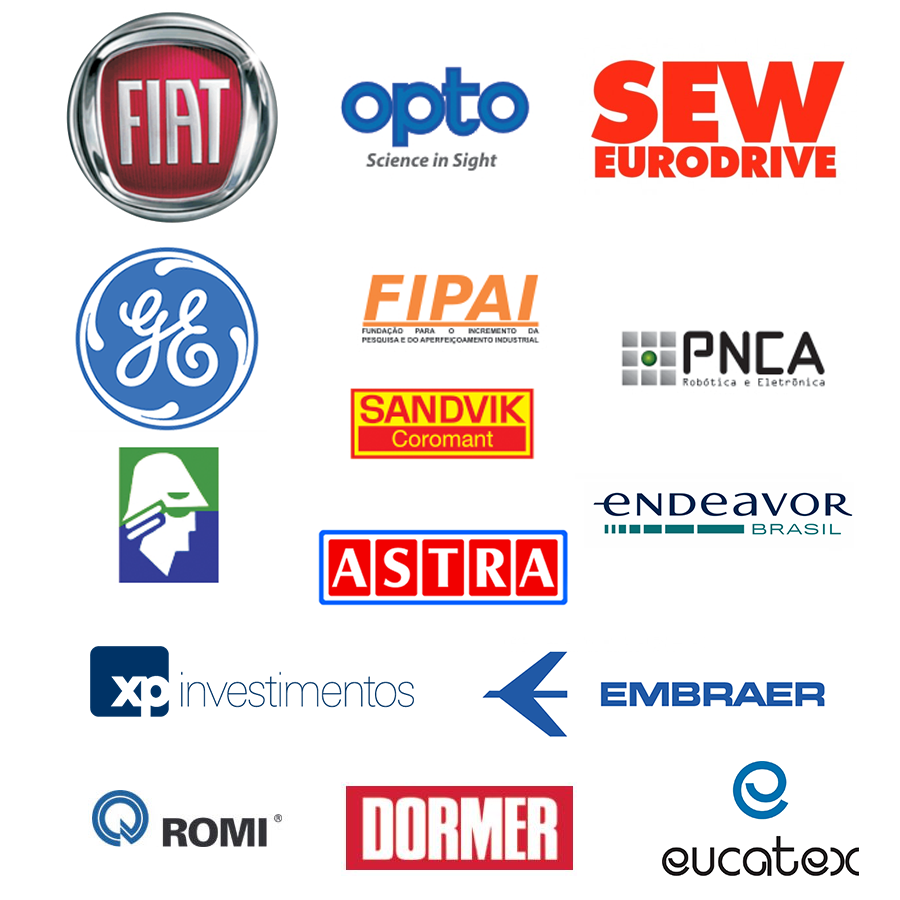 FIAT
opto
Science in Sight
SEW
EURODRIVE
GE
FIPAI
FUNDAÇÃO PARA O INCREMENTO DA
PESQUISA E DO APERFEIÇOAMENTO INDUSTRIAL
PNCA
Robótica e Eletrônica
SANDVIK
Coromant
ENDEAVOR
BRASIL
ASTRA
xp investimentos
EMBRAER
ROMI®
DORMER
eucatex